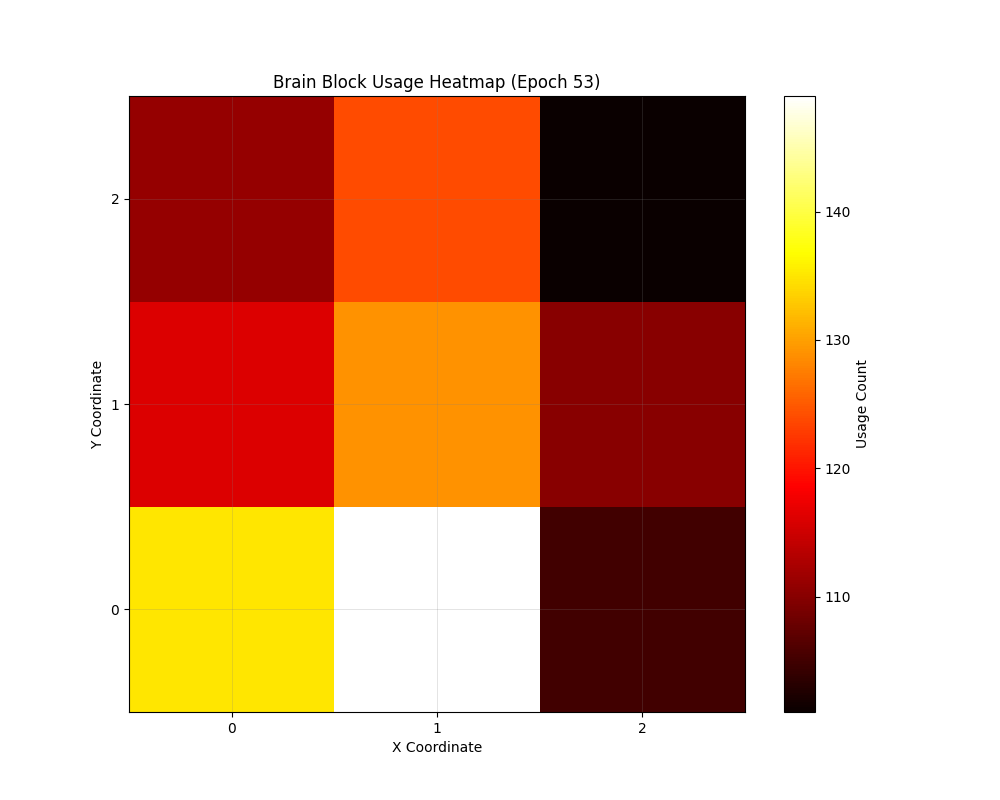 Brain Block Usage Heatmap (Epoch 53)
2
1
0
Y Coordinate
0 1 2
X Coordinate
140
130
120
110
Usage Count